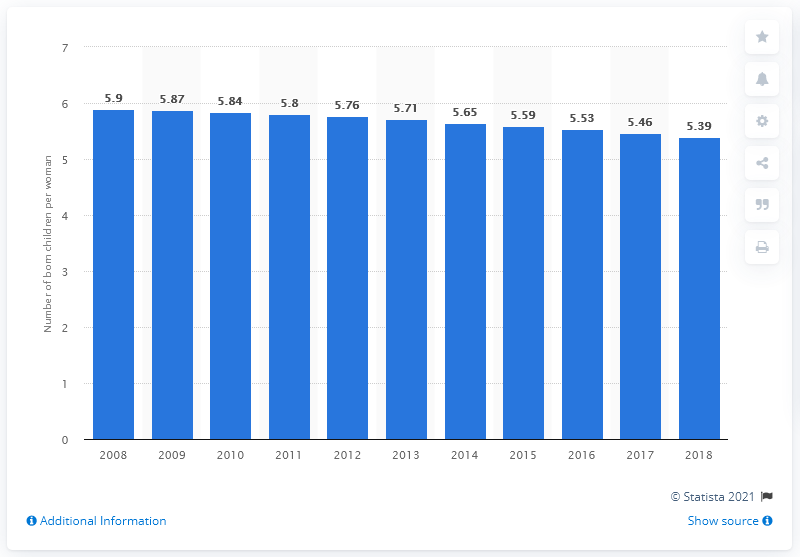 7
6
5
4
3
2
1
0
Number of born children per woman
5.9 5.87 5.84 5.8 5.76 5.71 5.65 5.59 5.53 5.46 5.39
2008 2009 2010 2011 2012 2013 2014 2015 2016 2017 2018
© Statista 2021
Additional Information
Show source